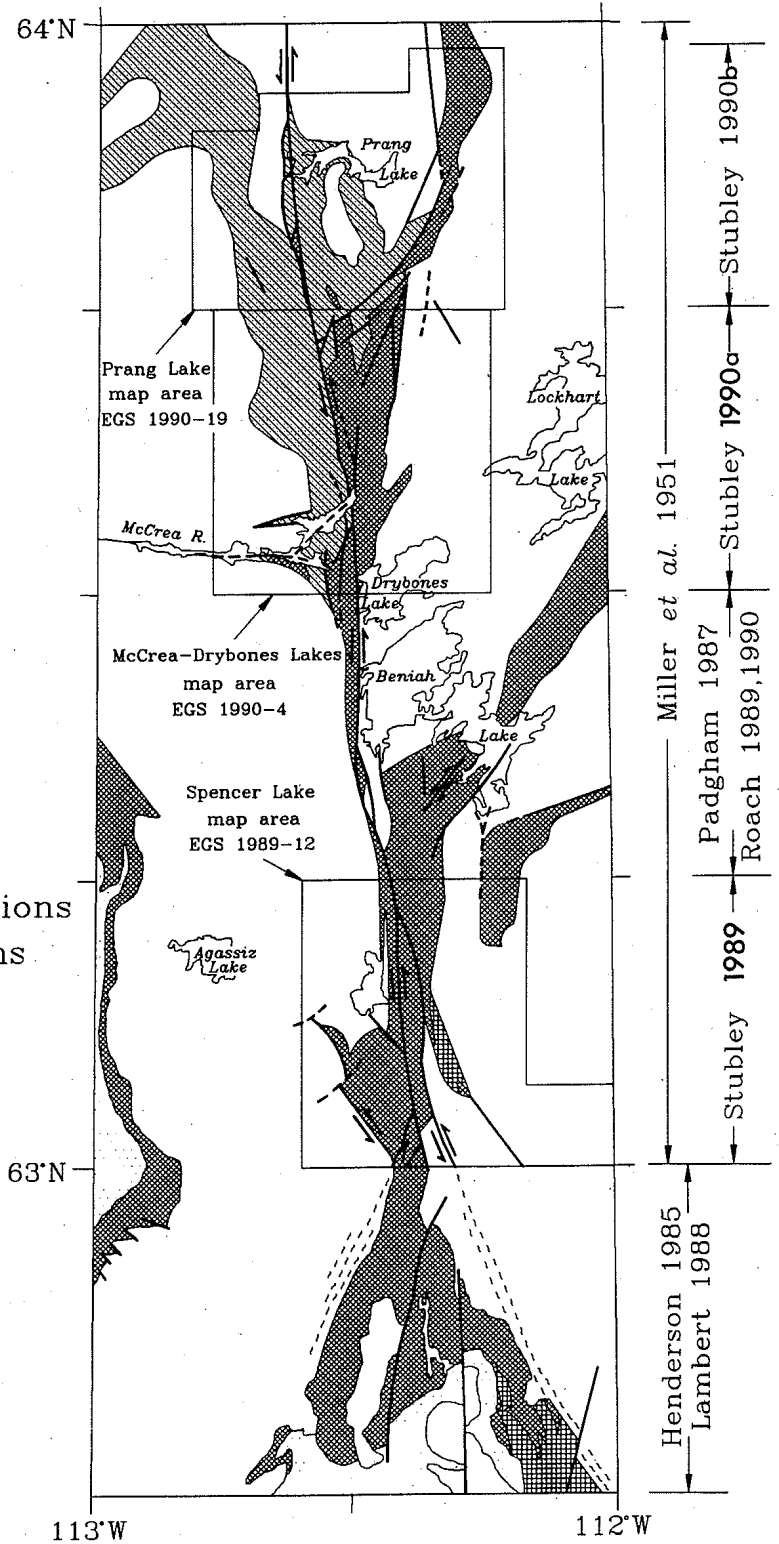 64°N
Prang
Lake
Stubley 1990b
Prang Lake
map area
EGS 1990-19
Lockhart
Lake
Stubley 1990a
Miller et al. 1951
McCrea R.
Drybones
Lake
McCrea-Drybones Lakes
map area
EGS 1990-4
Beniah
Lake
Padgham 1987
Roach 1989,1990
Spencer Lake
map area
EGS 1989-12
ions
ns
Agassiz
Lake
Stubley 1989
63°N
Henderson 1985
Lambert 1988
113°W
112°W